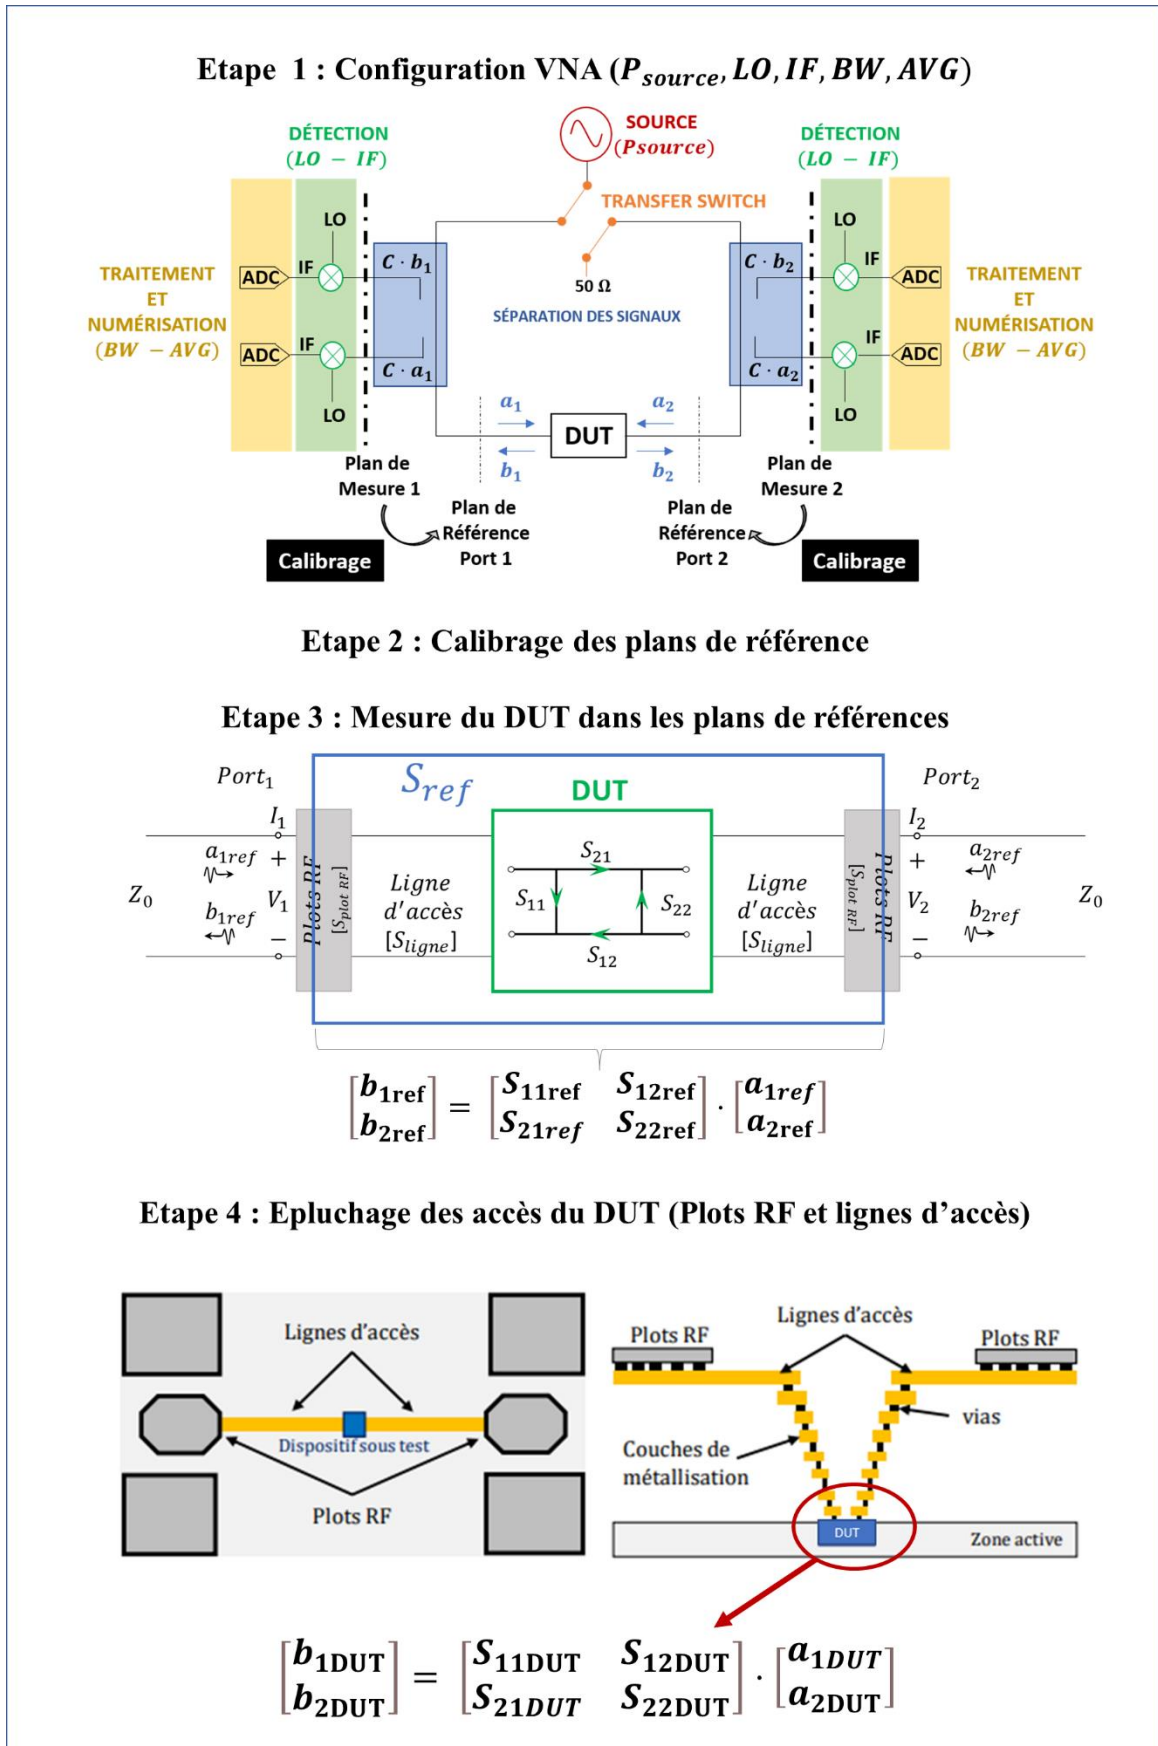 Etape 1 : Configuration VNA (P_source, LO, IF, BW, AVG)
SOURCE
(Psource)
DÉTECTION
(LO − IF)
DÉTECTION
(LO − IF)
TRANSFER SWITCH
LO
LO
C · b1
C · b2
IF
IF
ADC
ADC
TRAITEMENT
ET
NUMÉRISATION
(BW − AVG)
50 Ω
SÉPARATION DES SIGNAUX
TRAITEMENT
ET
NUMÉRISATION
(BW − AVG)
IF
IF
ADC
ADC
C · a1
C · a2
LO
LO
a1
a2
DUT
b1
b2
Plan de
Mesure 1
Plan de
Mesure 2
Plan de
Référence
Port 1
Plan de
Référence
Port 2
Calibrage
Calibrage
Etape 2 : Calibrage des plans de référence
Etape 3 : Mesure du DUT dans les plans de références
Port1
S_ref
DUT
Port2
I1
I2
a1ref
+
+
a2ref
Z0
V1
V2
Z0
b1ref
−
−
b2ref
Plots RF
[S_plot RF]
Ligne
d'accès
[S_ligne]
S21
S11
S22
S12
Ligne
d'accès
[S_ligne]
Plots RF
[S_plot RF]
[b1ref] = [S11ref S12ref] · [a1ref]
[b2ref] [S21ref S22ref] [a2ref]
Etape 4 : Epluchage des accès du DUT (Plots RF et lignes d'accès)
Lignes d'accès
Dispositif sous test
Plots RF
Plots RF
Lignes d'accès
Plots RF
vias
Couches de
métallisation
DUT
Zone active
[b1DUT] = [S11DUT S12DUT] · [a1DUT]
[b2DUT] [S21DUT S22DUT] [a2DUT]